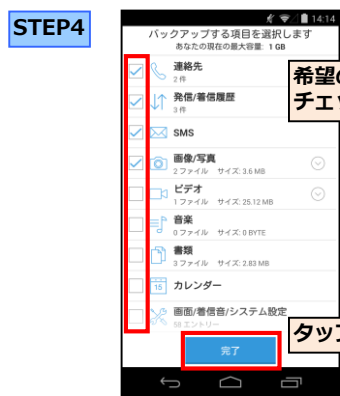 STEP4
14:14
バックアップする項目を選択します
あなたの現在の最大容量: 1 GB
連絡先
2 件
発信/着信履歴
3 件
SMS
画像/写真
2 ファイル サイズ: 3.6 MB
ビデオ
1 ファイル サイズ: 25.12 MB
音楽
0 ファイル サイズ: 0 BYTE
書類
3 ファイル サイズ: 2.83 MB
15 カレンダー
画面/着信音/システム設定
58 エントリー
希望の
チェッ
タップ
完了